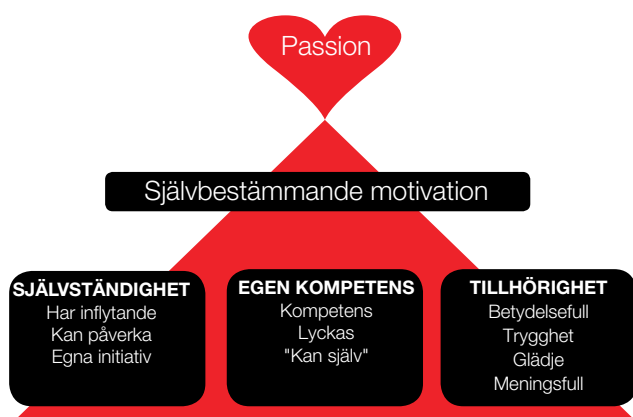 Passion
Självbestämmande motivation
SJÄLVSTÄNDIGHET
Har inflytande
Kan påverka
Egna initiativ
EGEN KOMPETENS
Kompetens
Lyckas
"Kan själv"
TILLHÖRIGHET
Betydelsefull
Trygghet
Glädje
Meningsfull